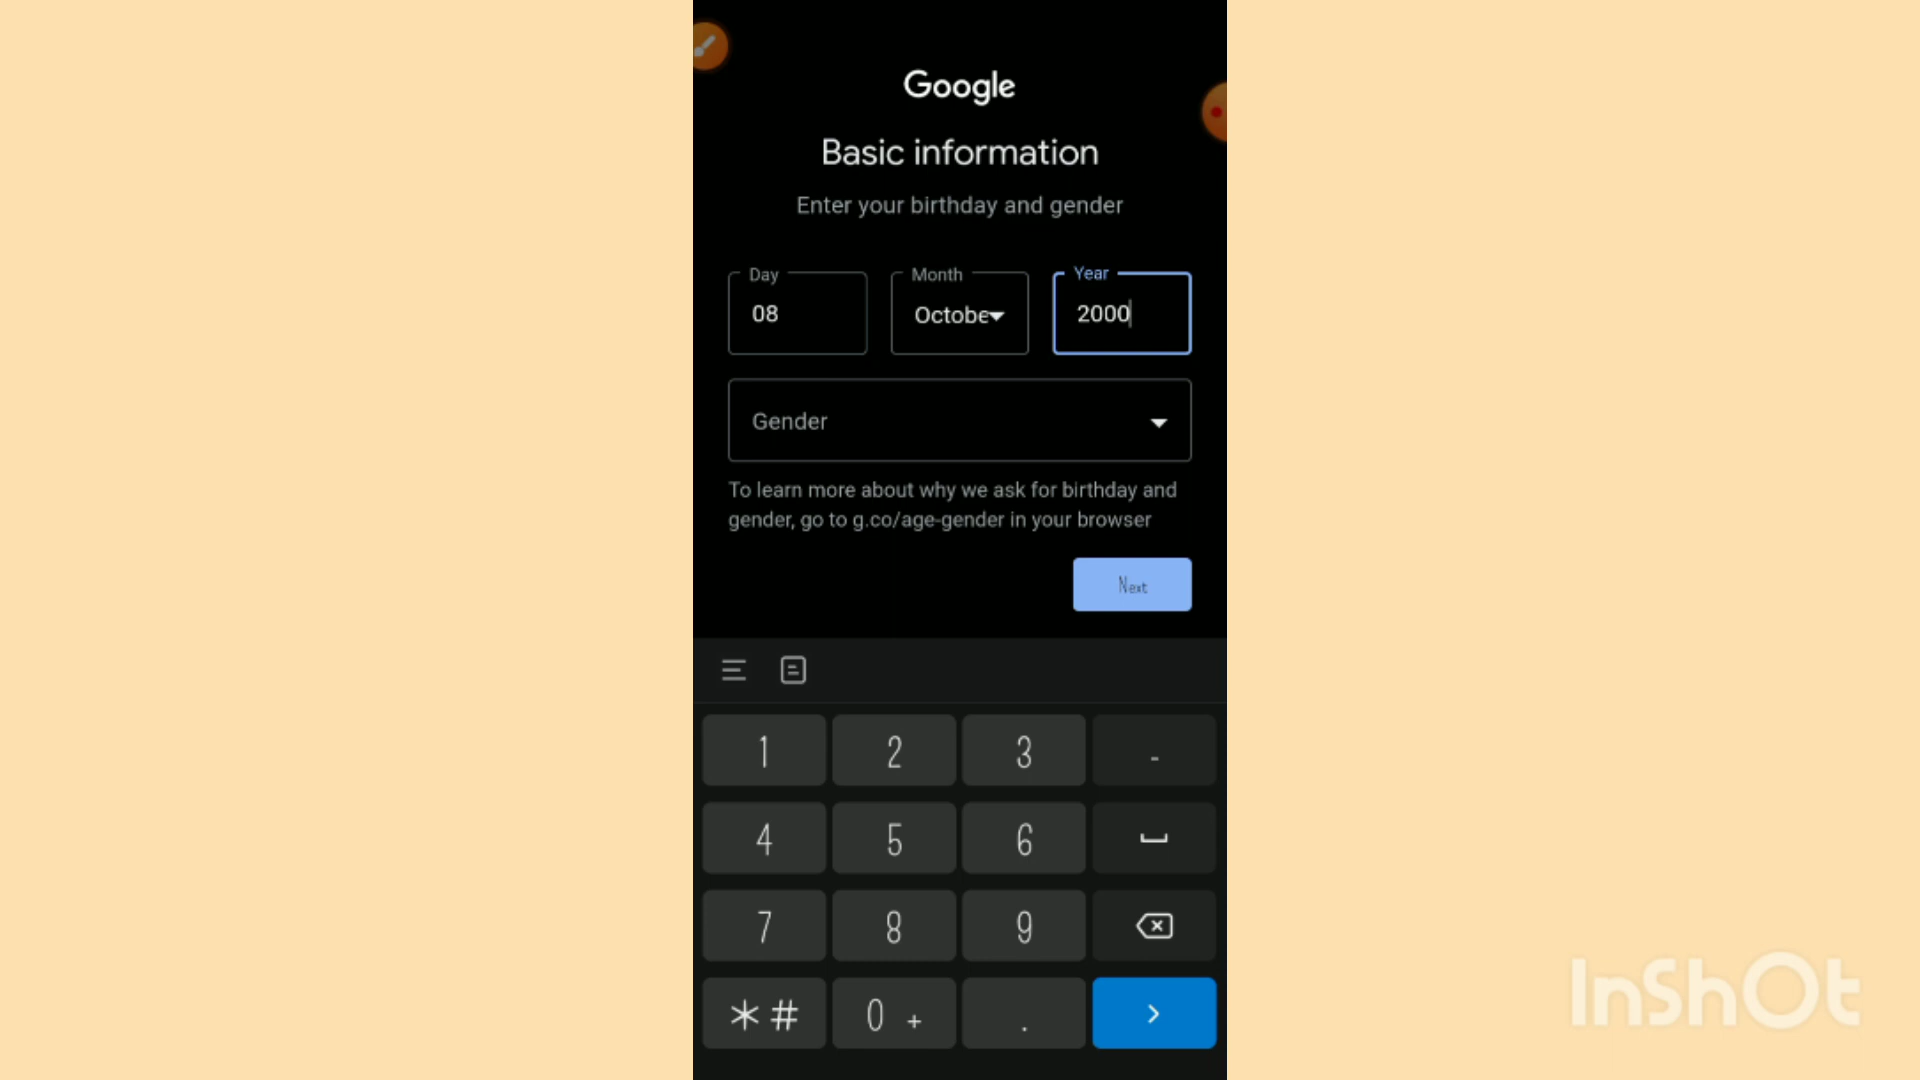 Google
Basic information
Enter your birthday and gender
Day
Month
Year
08
Octobe
2000
Gender
To learn more about why we ask for birthday and
gender, go to g.co/age-gender in your browser
Next
1 2 3 -
4 5 6
7 8 9
*# 0 + .
InShOt